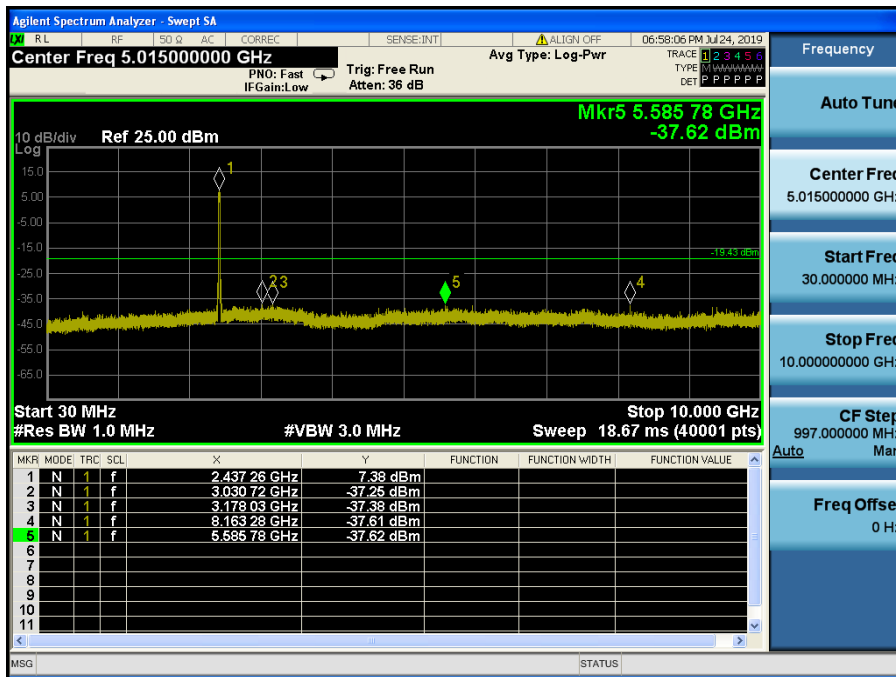 Agilent Spectrum Analyzer - Swept SA
LXI RL RF 50 Ω AC CORREC SENSE:INT ALIGN OFF 06:58:06 PM Jul 24, 2019
Center Freq 5.015000000 GHz
PNO: Fast
IFGain:Low
Trig: Free Run
Atten: 36 dB
Avg Type: Log-Pwr
TRACE 1 2 3 4 5 6
TYPE MWWWWW
DET P P P P P P
Mkr5 5.585 78 GHz
-37.62 dBm
10 dB/div
Log
Ref 25.00 dBm
15.0
5.00
-5.00
-15.0
-25.0
-35.0
-45.0
-55.0
-65.0
1
2 3
5
4
-19.43 dBm
Start 30 MHz
Stop 10.000 GHz
#Res BW 1.0 MHz
#VBW 3.0 MHz
Sweep 18.67 ms (40001 pts)
MKR MODE TRC SCL X Y FUNCTION FUNCTION WIDTH FUNCTION VALUE
1 N 1 f 2.437 26 GHz 7.38 dBm
2 N 1 f 3.030 72 GHz -37.25 dBm
3 N 1 f 3.178 03 GHz -37.38 dBm
4 N 1 f 8.163 28 GHz -37.61 dBm
5 N 1 f 5.585 78 GHz -37.62 dBm
6
7
8
9
10
11
MSG
STATUS
Frequency
Auto Tune
Center Freq
5.015000000 GHz
Start Freq
30.000000 MHz
Stop Freq
10.000000000 GHz
CF Step
997.000000 MHz
Auto Man
Freq Offset
0 Hz